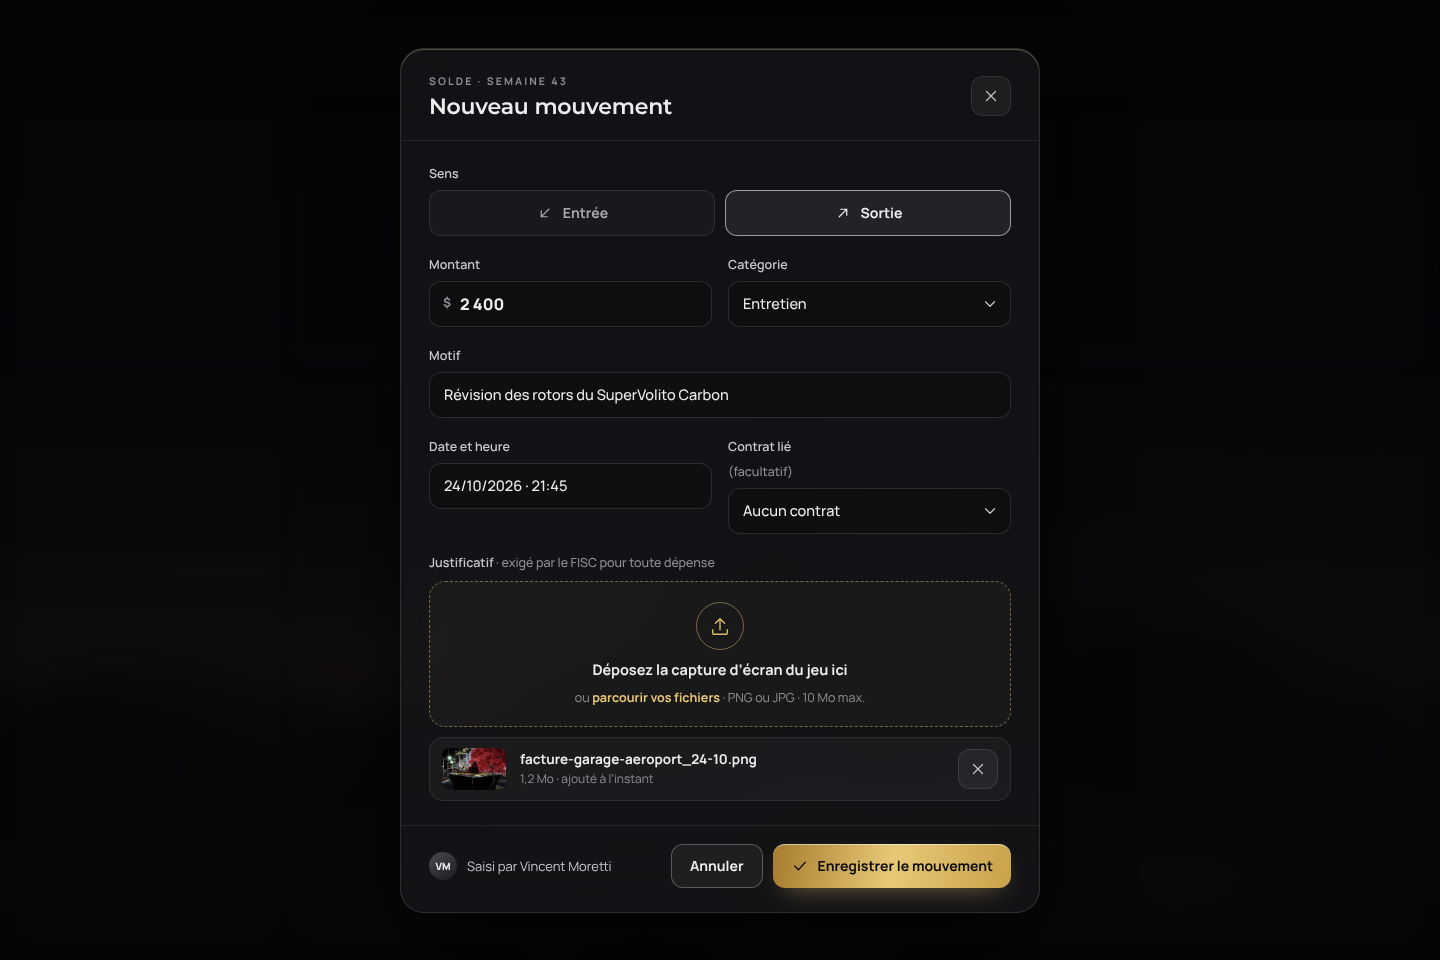 SOLDE · SEMAINE 43
Nouveau mouvement
Sens
Entrée
Sortie
Montant
Catégorie
$ 2 400
Entretien
Motif
Révision des rotors du SuperVolito Carbon
Date et heure
Contrat lié
(facultatif)
24/10/2026 · 21:45
Aucun contrat
Justificatif · exigé par le FISC pour toute dépense
Déposez la capture d'écran du jeu ici
ou parcourir vos fichiers · PNG ou JPG · 10 Mo max.
facture-garage-aeroport_24-10.png
1,2 Mo · ajouté à l'instant
VM
Saisi par Vincent Moretti
Annuler
Enregistrer le mouvement